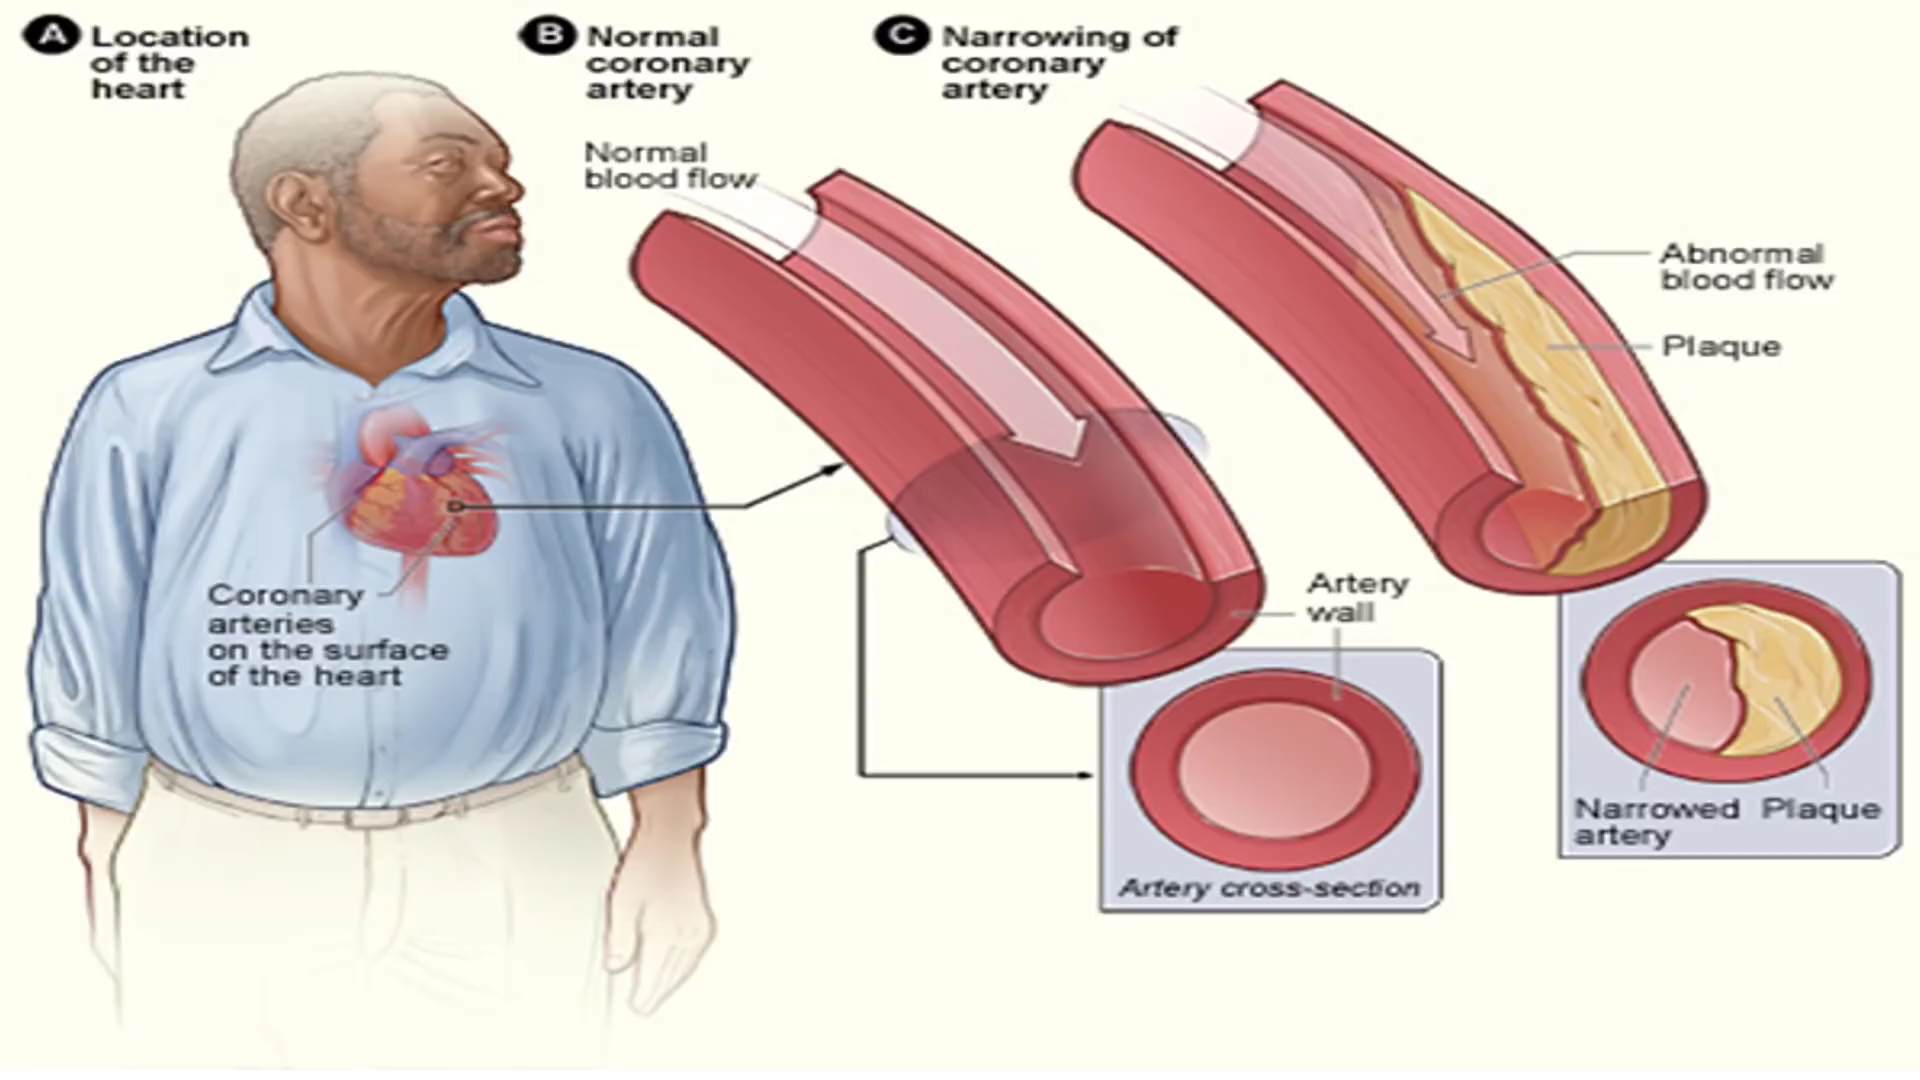 A Location
of the
heart
B Normal
coronary
artery
Normal
blood flow
C Narrowing of
coronary
artery
Abnormal
blood flow
Plaque
Coronary
arteries
on the surface
of the heart
Artery
wall
Artery cross-section
Narrowed
artery
Plaque